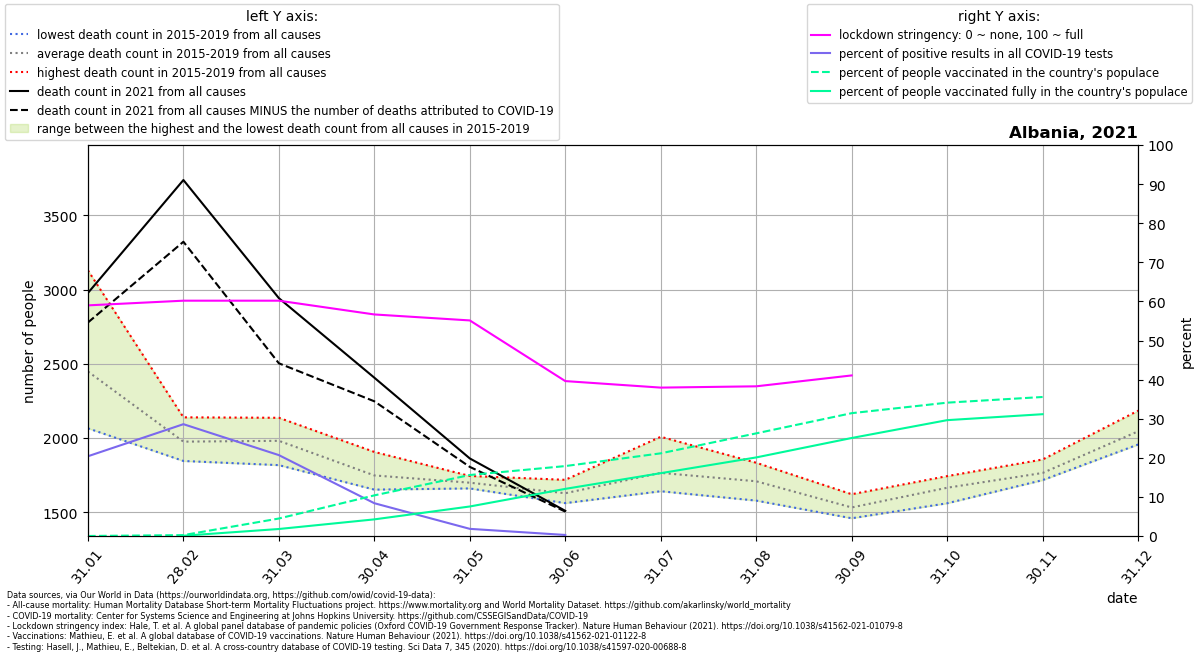 left Y axis:
lowest death count in 2015-2019 from all causes
average death count in 2015-2019 from all causes
highest death count in 2015-2019 from all causes
death count in 2021 from all causes
death count in 2021 from all causes MINUS the number of deaths attributed to COVID-19
range between the highest and the lowest death count from all causes in 2015-2019
right Y axis:
lockdown stringency: 0 ~ none, 100 ~ full
percent of positive results in all COVID-19 tests
percent of people vaccinated in the country's populace
percent of people vaccinated fully in the country's populace
Albania, 2021
number of people
3500
3000
2500
2000
1500
100
90
80
70
60
50
40
30
20
10
0
percent
31.01
28.02
31.03
30.04
31.05
30.06
31.07
31.08
30.09
31.10
30.11
31.12
date
Data sources, via Our World in Data (https://ourworldindata.org, https://github.com/owid/covid-19-data):
- All-cause mortality: Human Mortality Database Short-term Mortality Fluctuations project. https://www.mortality.org and World Mortality Dataset. https://github.com/akarlinsky/world_mortality
- COVID-19 mortality: Center for Systems Science and Engineering at Johns Hopkins University. https://github.com/CSSEGISandData/COVID-19
- Lockdown stringency index: Hale, T. et al. A global panel database of pandemic policies (Oxford COVID-19 Government Response Tracker). Nature Human Behaviour (2021). https://doi.org/10.1038/s41562-021-01079-8
- Vaccinations: Mathieu, E. et al. A global database of COVID-19 vaccinations. Nature Human Behaviour (2021). https://doi.org/10.1038/s41562-021-01122-8
- Testing: Hasell, J., Mathieu, E., Beltekian, D. et al. A cross-country database of COVID-19 testing. Sci Data 7, 345 (2020). https://doi.org/10.1038/s41597-020-00688-8